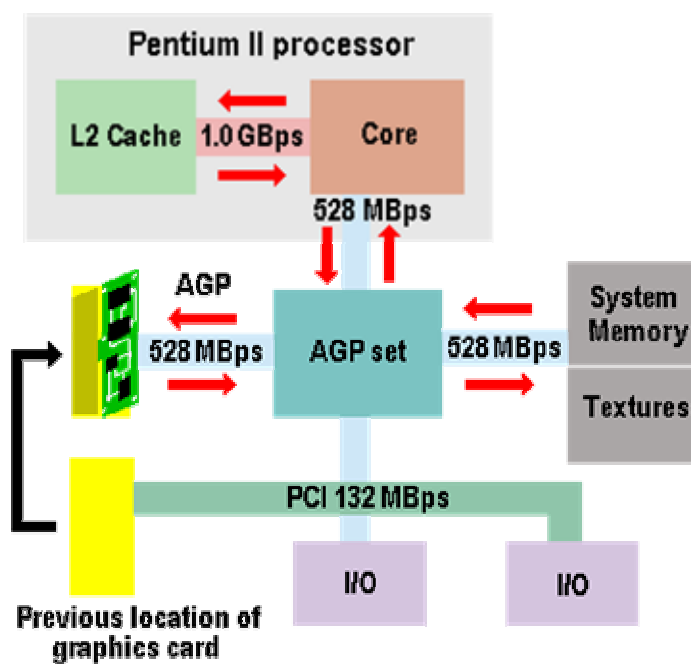 Pentium II processor
L2 Cache
1.0 GBps
Core
528 MBps
AGP
528 MBps
AGP set
528 MBps
System
Memory
Textures
PCI 132 MBps
I/O
I/O
Previous location of
graphics card